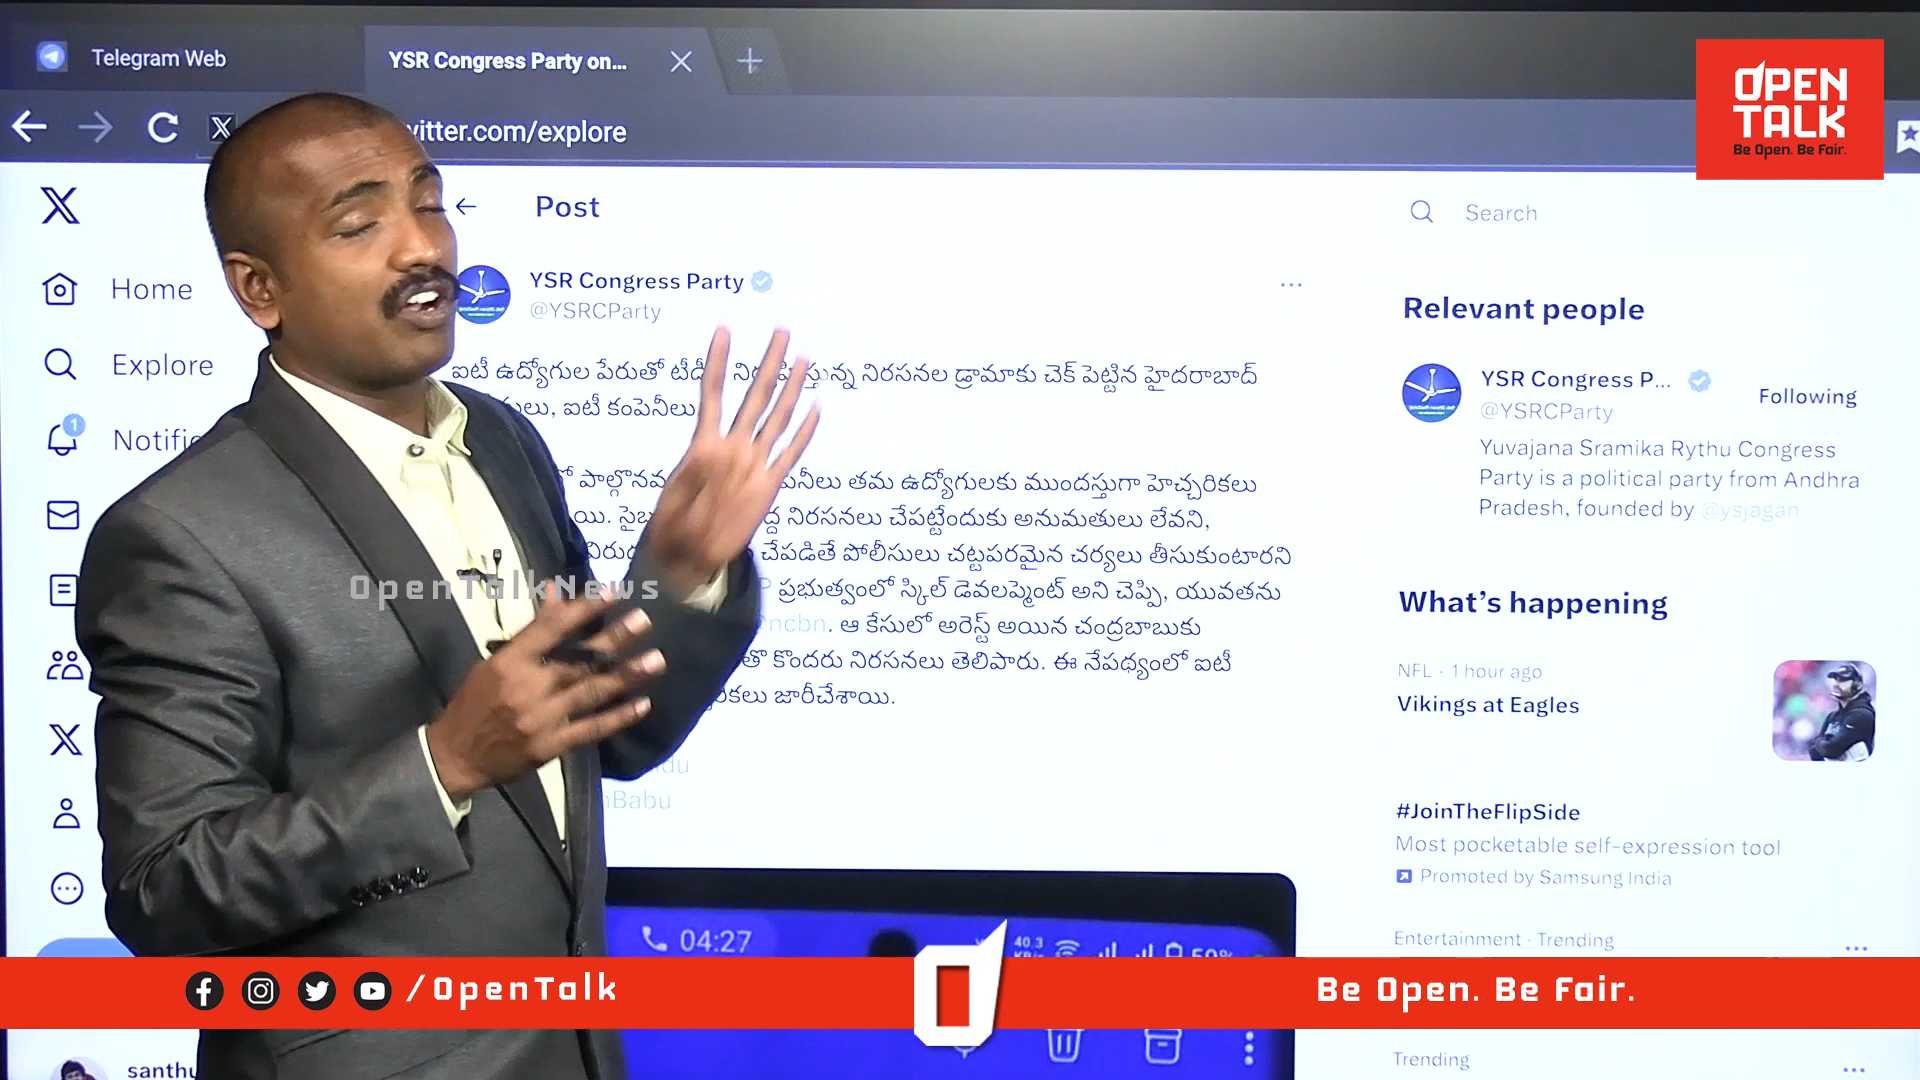 Telegram Web
YSR Congress Party on...
witter.com/explore
OPEN
TALK
Be Open. Be Fair.
Post
Search
Home
Explore
YSR Congress Party
@YSRCParty
ఐటీ ఉద్యోగుల పేరుతో నిరసనల డ్రామాకు చెక్ పెట్టిన హైదరాబాద్
ఐటీ కంపెనీలు
తమ ఉద్యోగులకు ముందస్తుగా హెచ్చరికలు
నిరసనలు చేపట్టేందుకు అనుమతులు లేవని,
చేపడితే పోలీసులు చట్టపరమైన చర్యలు తీసుకుంటారని
ప్రభుత్వంలో స్కిల్ డెవలప్మెంట్ అని చెప్పి, యువతను
@ncbn. ఆ కేసులో అరెస్ట్ అయిన చంద్రబాబుకు
కొందరు నిరసనలు తెలిపారు. ఈ నేపథ్యంలో ఐటీ
జారీచేశాయి.
Relevant people
YSR Congress P...
@YSRCParty
Following
Yuvajana Sramika Rythu Congress
Party is a political party from Andhra
Pradesh, founded by @ysjagan
What's happening
NFL · 1 hour ago
Vikings at Eagles
#JoinTheFlipSide
Most pocketable self-expression tool
Promoted by Samsung India
Entertainment · Trending
Trending
OpenTalkNews
04:27
40.3
/OpenTalk
Be Open. Be Fair.